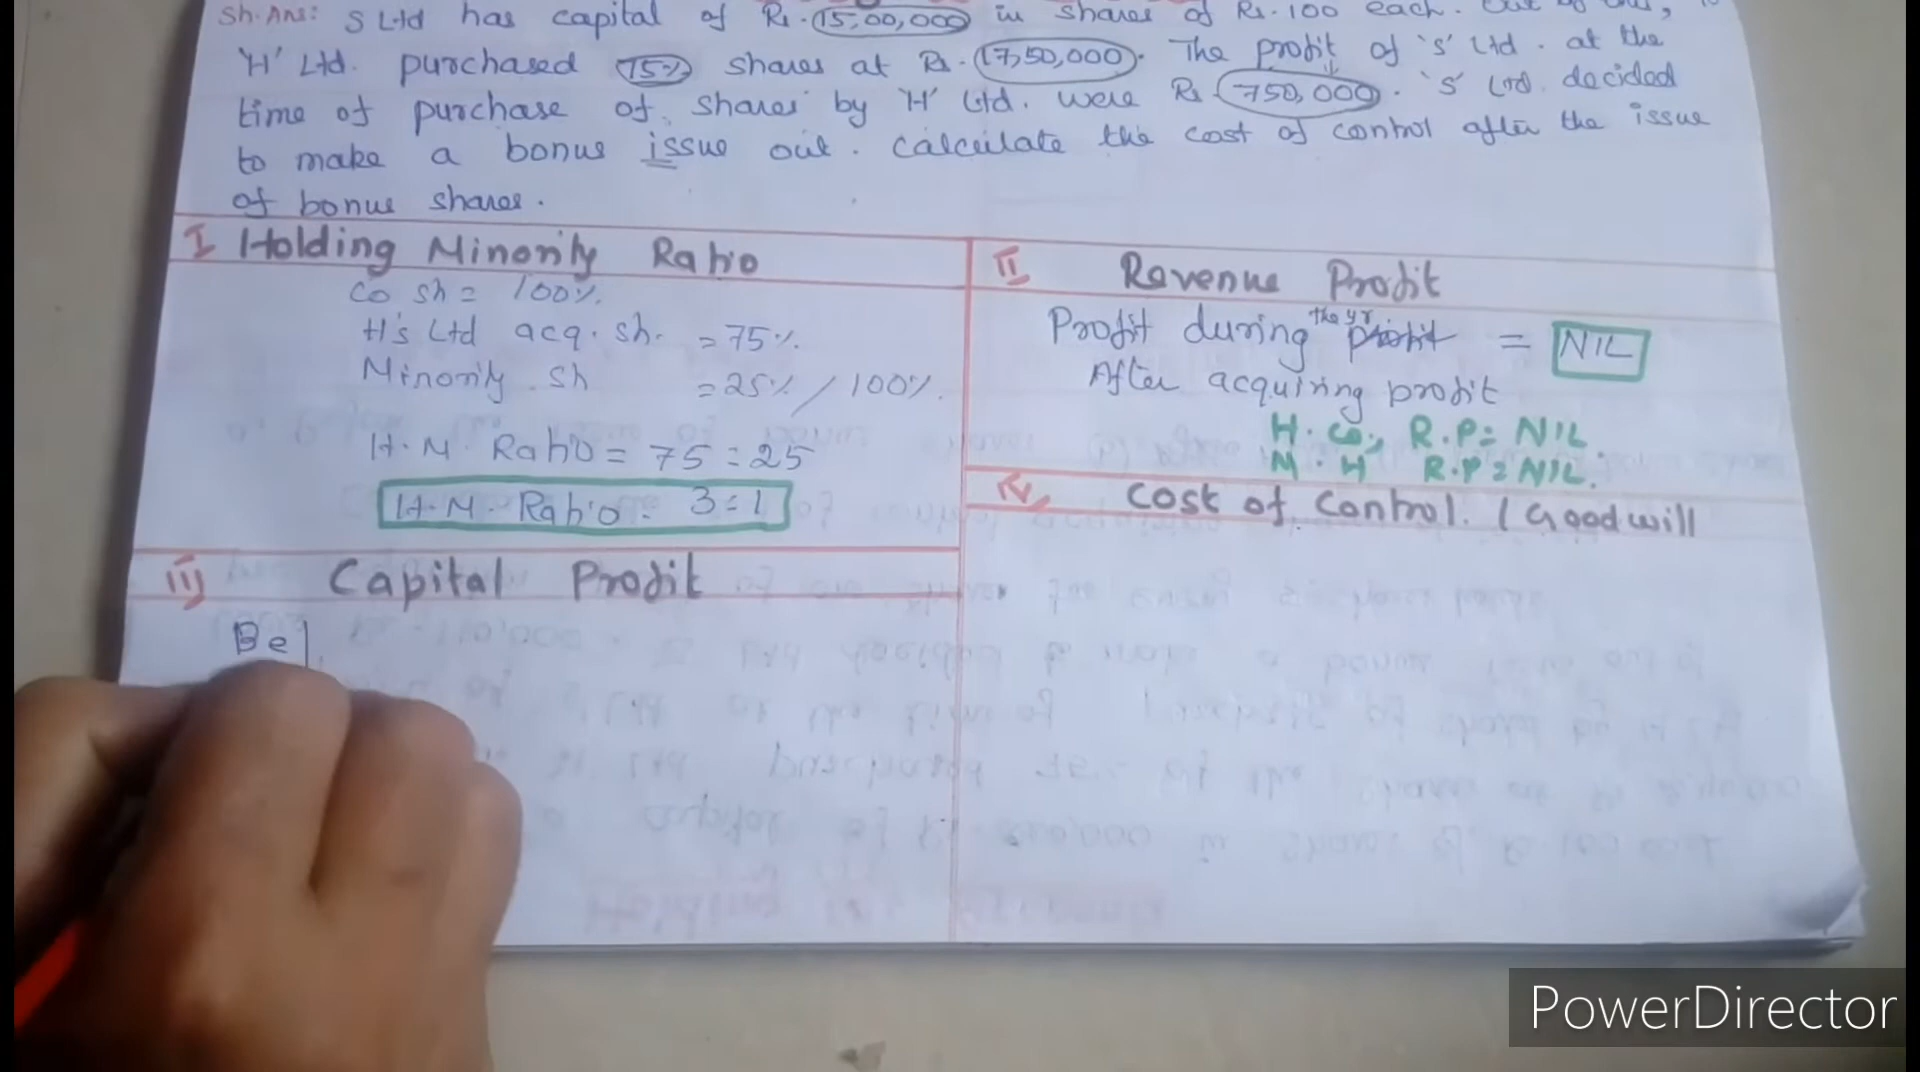 Sh. Ans: S Ltd has capital of Rs. 15,00,000 in shares of Rs. 100 each. Out of
'H' Ltd. purchased 75% shares at Rs. 17,50,000. The profit of 'S' Ltd. at the
time of purchase of shares by 'H' Ltd. were Rs 750,000. 'S' Ltd. decided
to make a bonus issue out. Calculate the cost of control after the issue
of bonus shares.
I Holding Minority Ratio
Co sh = 100%.
H's Ltd acq. sh. = 75%.
Minority sh = 25% / 100%.
H.M. Ratio = 75 : 25
H.M. Ratio = 3:1
II Revenue Profit
Profit during the yr profit = NIL
After acquiring profit
H. Co; R.P = NIL.
M. H R.P = NIL.
III Capital Profit
Be
IV Cost of Control. (Goodwill
PowerDirector